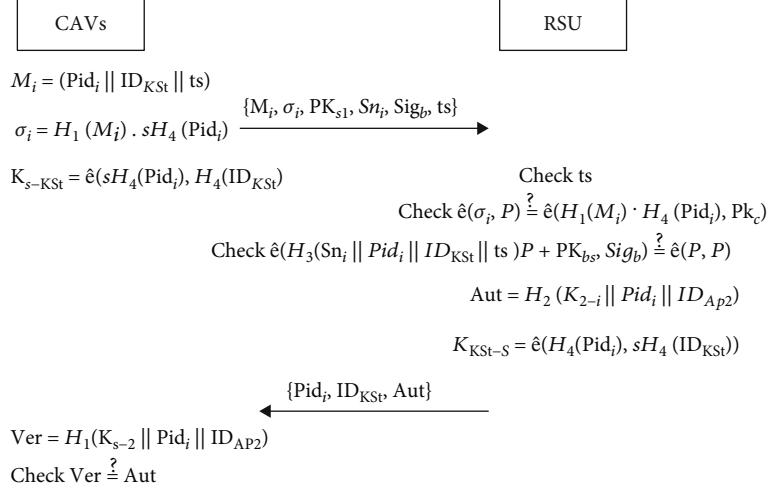 CAVs
RSU
M_i = (Pid_i || ID_KSt || ts)
σ_i = H_1 (M_i) . sH_4 (Pid_i)
{M_i, σ_i, PK_s1, Sn_i, Sig_b, ts}
K_s–KSt = ê(sH_4(Pid_i), H_4(ID_KSt)
Check ts
Check ê(σ_i, P) ≟ ê(H_1(M_i) · H_4 (Pid_i), Pk_c)
Check ê(H_3(Sn_i || Pid_i || ID_KSt || ts )P + PK_bs, Sig_b) ≟ ê(P, P)
Aut = H_2 (K_2–i || Pid_i || ID_Ap2)
K_KSt–S = ê(H_4(Pid_i), sH_4 (ID_KSt))
{Pid_i, ID_KSt, Aut}
Ver = H_1(K_s–2 || Pid_i || ID_AP2)
Check Ver ≟ Aut